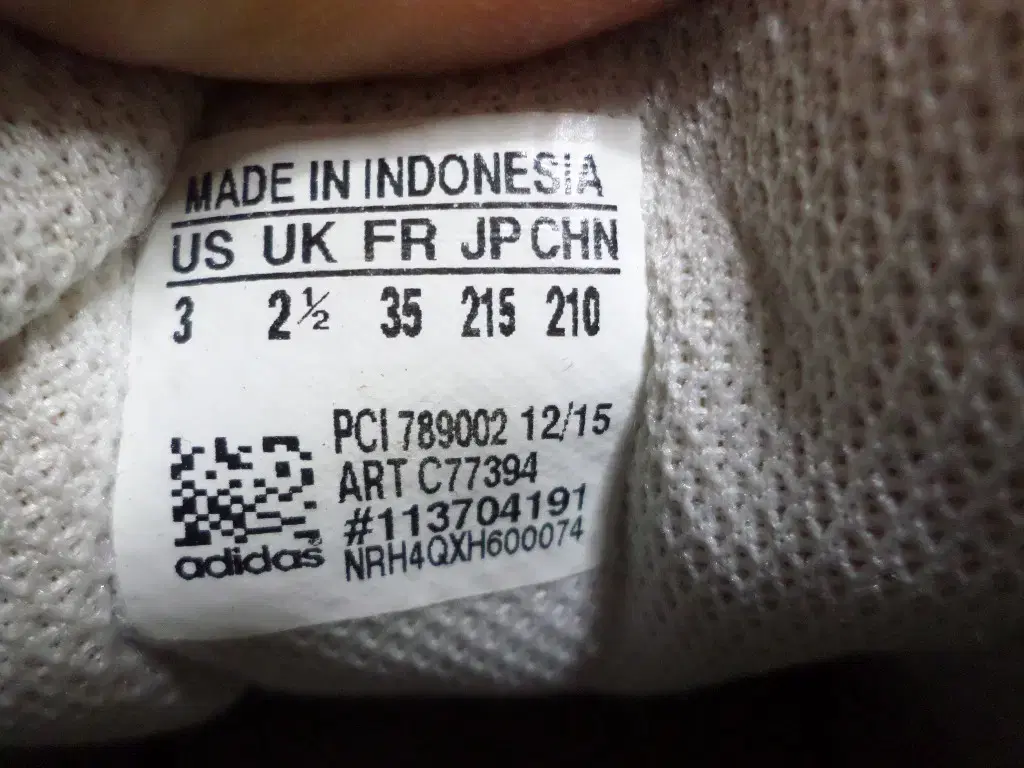 MADE IN INDONESIA
US UK FR JP CHN
3 2½ 35 215 210
PCI 789002 12/15
ART C77394
#113704191
NRH4QXH600074
adidas